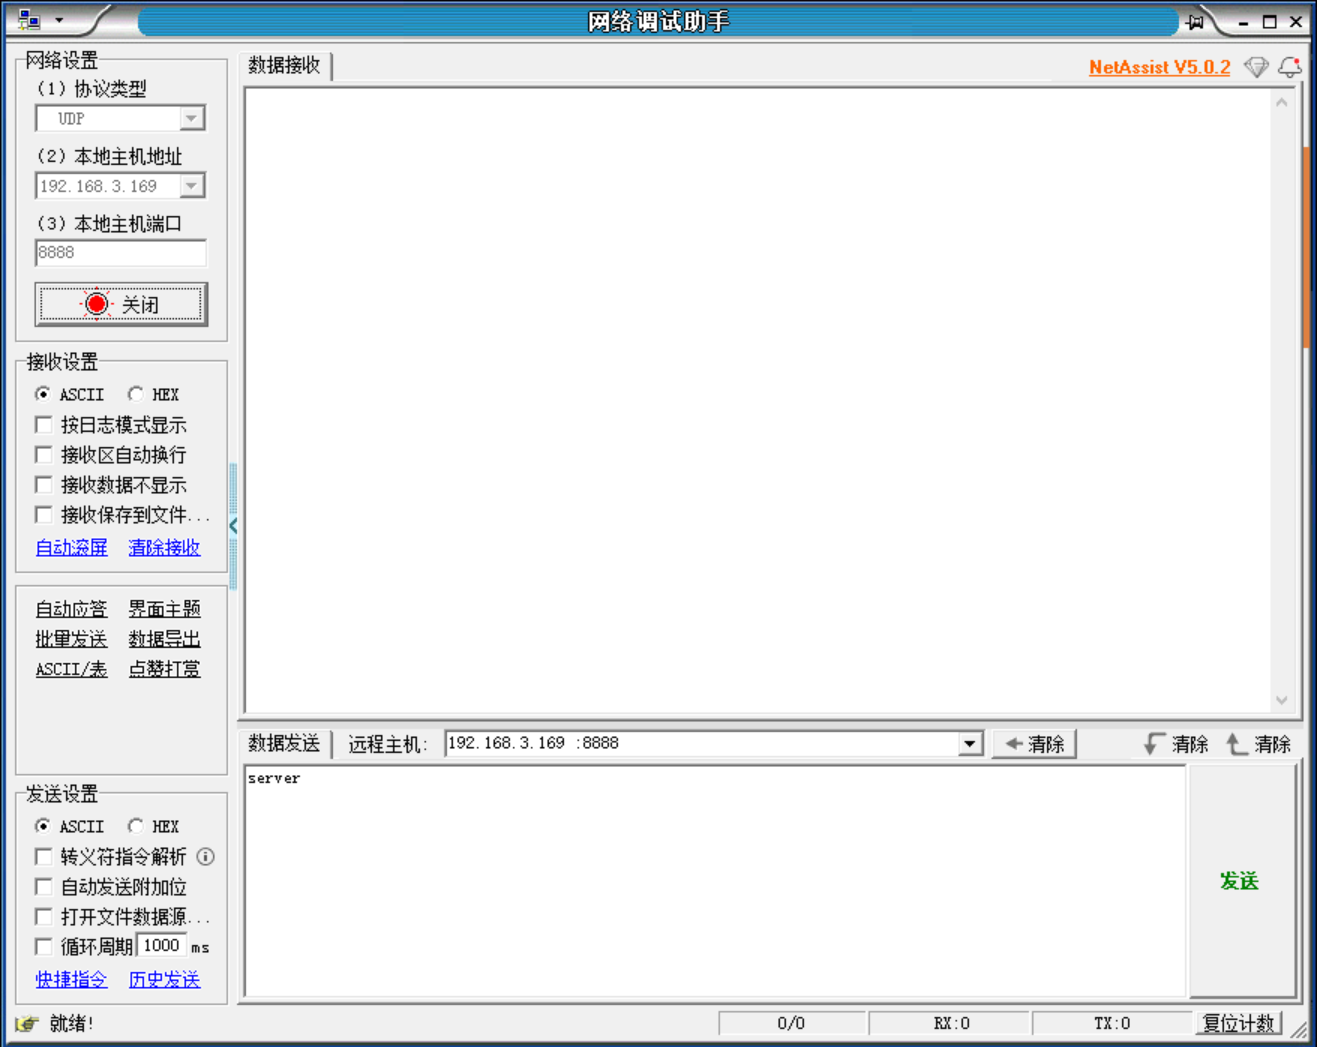 网络调试助手
网络设置
(1) 协议类型
UDP
(2) 本地主机地址
192.168.3.169
(3) 本地主机端口
8888
关闭
接收设置
ASCII HEX
按日志模式显示
接收区自动换行
接收数据不显示
接收保存到文件...
自动滚屏 清除接收
自动应答 界面主题
批量发送 数据导出
ASCII/表 点赞打赏
发送设置
ASCII HEX
转义符指令解析
自动发送附加位
打开文件数据源...
循环周期 1000 ms
快捷指令 历史发送
数据接收
NetAssist V5.0.2
数据发送 远程主机: 192.168.3.169 :8888 清除 清除 清除
server
发送
就绪! 0/0 RX:0 TX:0 复位计数